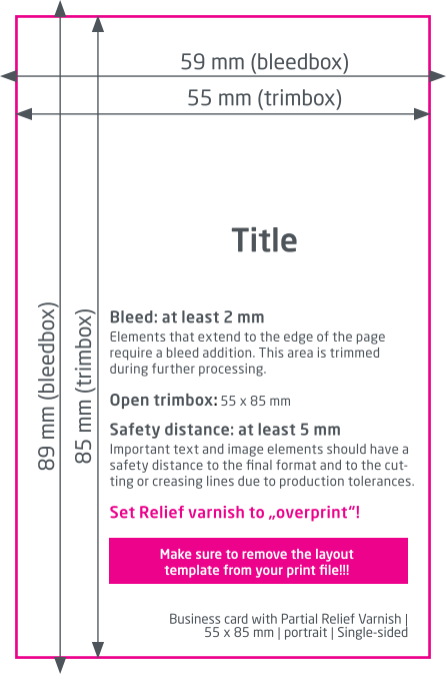 59 mm (bleedbox)
55 mm (trimbox)
89 mm (bleedbox)
85 mm (trimbox)
Title
Bleed: at least 2 mm
Elements that extend to the edge of the page
require a bleed addition. This area is trimmed
during further processing.
Open trimbox: 55 x 85 mm
Safety distance: at least 5 mm
Important text and image elements should have a
safety distance to the final format and to the cut-
ting or creasing lines due to production tolerances.
Set Relief varnish to „overprint“!
Make sure to remove the layout
template from your print file!!!
Business card with Partial Relief Varnish |
55 x 85 mm | portrait | Single-sided